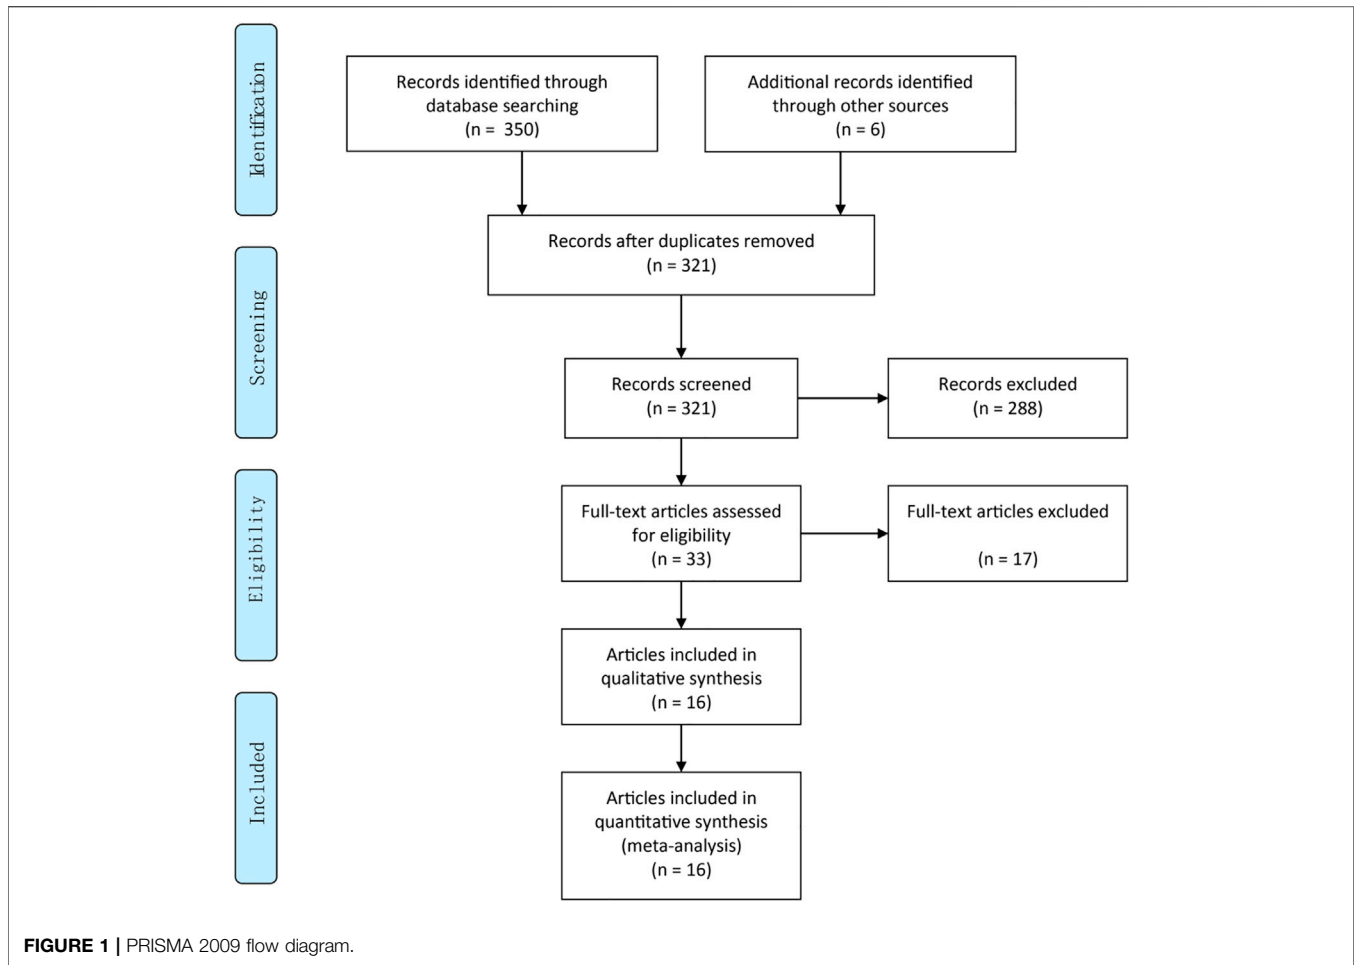 Identification
Records identified through
database searching
(n =  350)
Additional records identified
through other sources
(n = 6)
Records after duplicates removed
(n = 321)
Screening
Records screened
(n = 321)
Records excluded
(n = 288)
Eligibility
Full-text articles assessed
for eligibility
(n = 33)
Full-text articles excluded
(n = 17)
Articles included in
qualitative synthesis
(n = 16)
Included
Articles included in
quantitative synthesis
(meta-analysis)
(n = 16)
FIGURE 1 | PRISMA 2009 flow diagram.